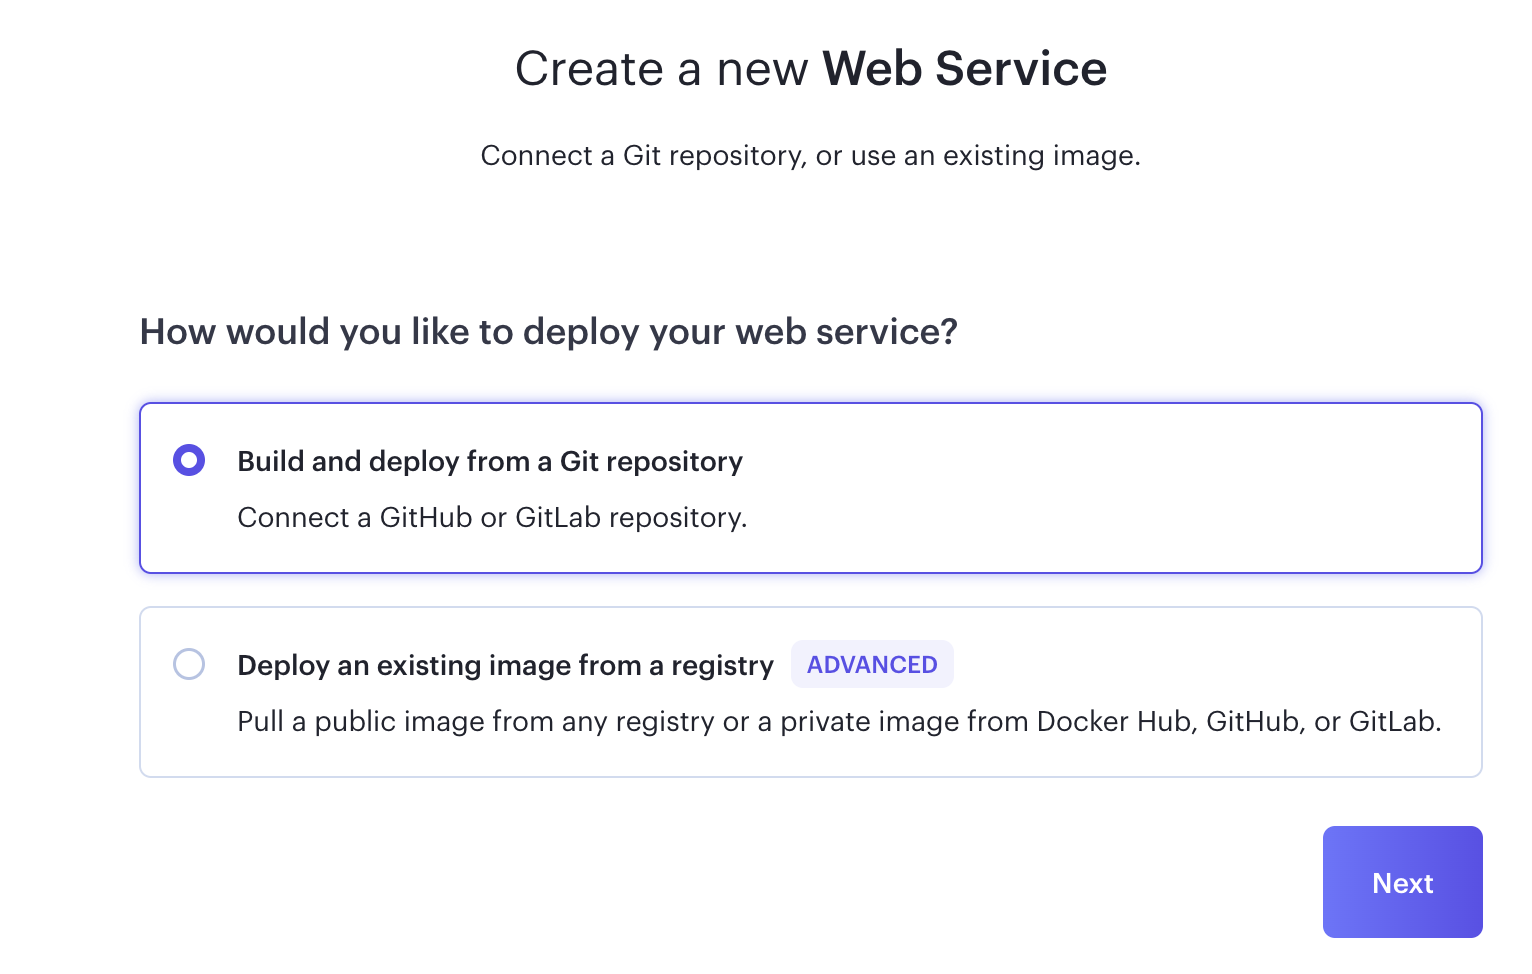 Create a new Web Service
Connect a Git repository, or use an existing image.
How would you like to deploy your web service?
Build and deploy from a Git repository
Connect a GitHub or GitLab repository.
Deploy an existing image from a registry ADVANCED
Pull a public image from any registry or a private image from Docker Hub, GitHub, or GitLab.
Next